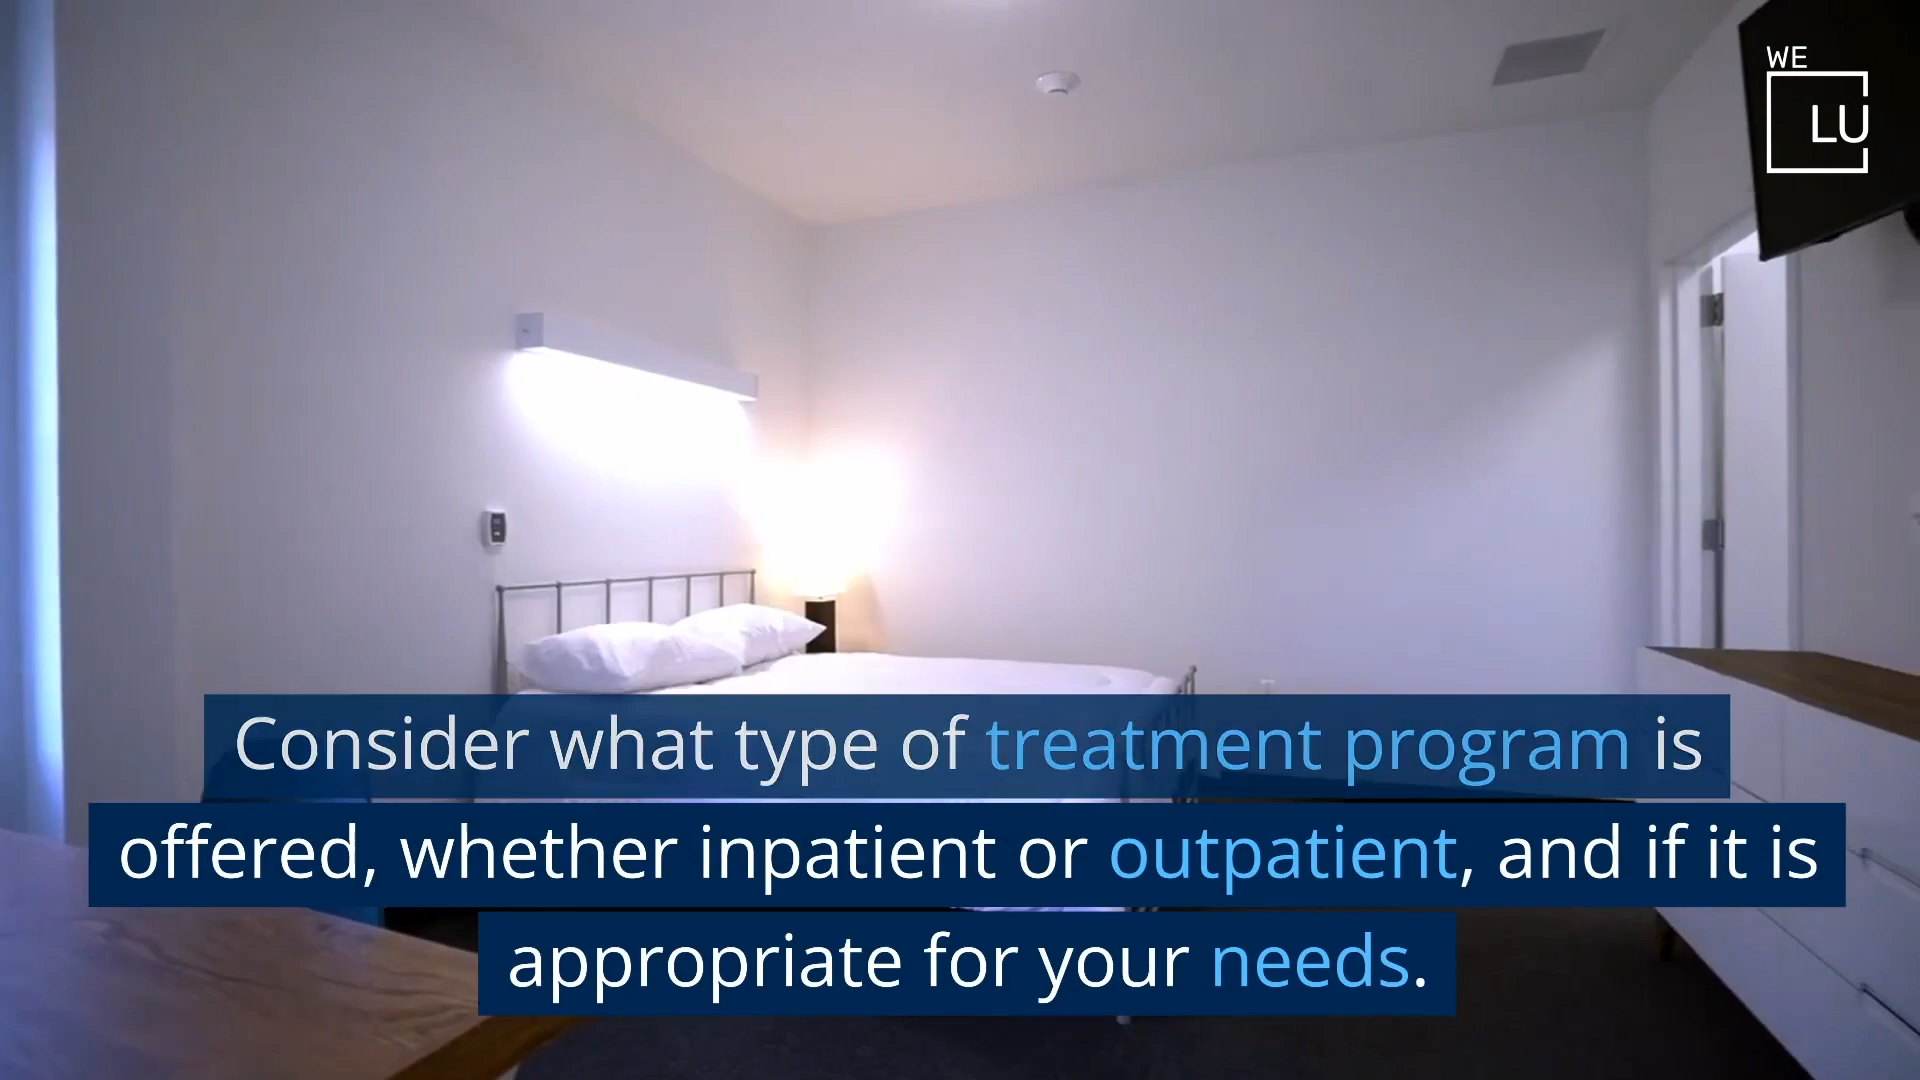 WE
LU
Consider what type of treatment program is
offered, whether inpatient or outpatient, and if it is
appropriate for your needs.